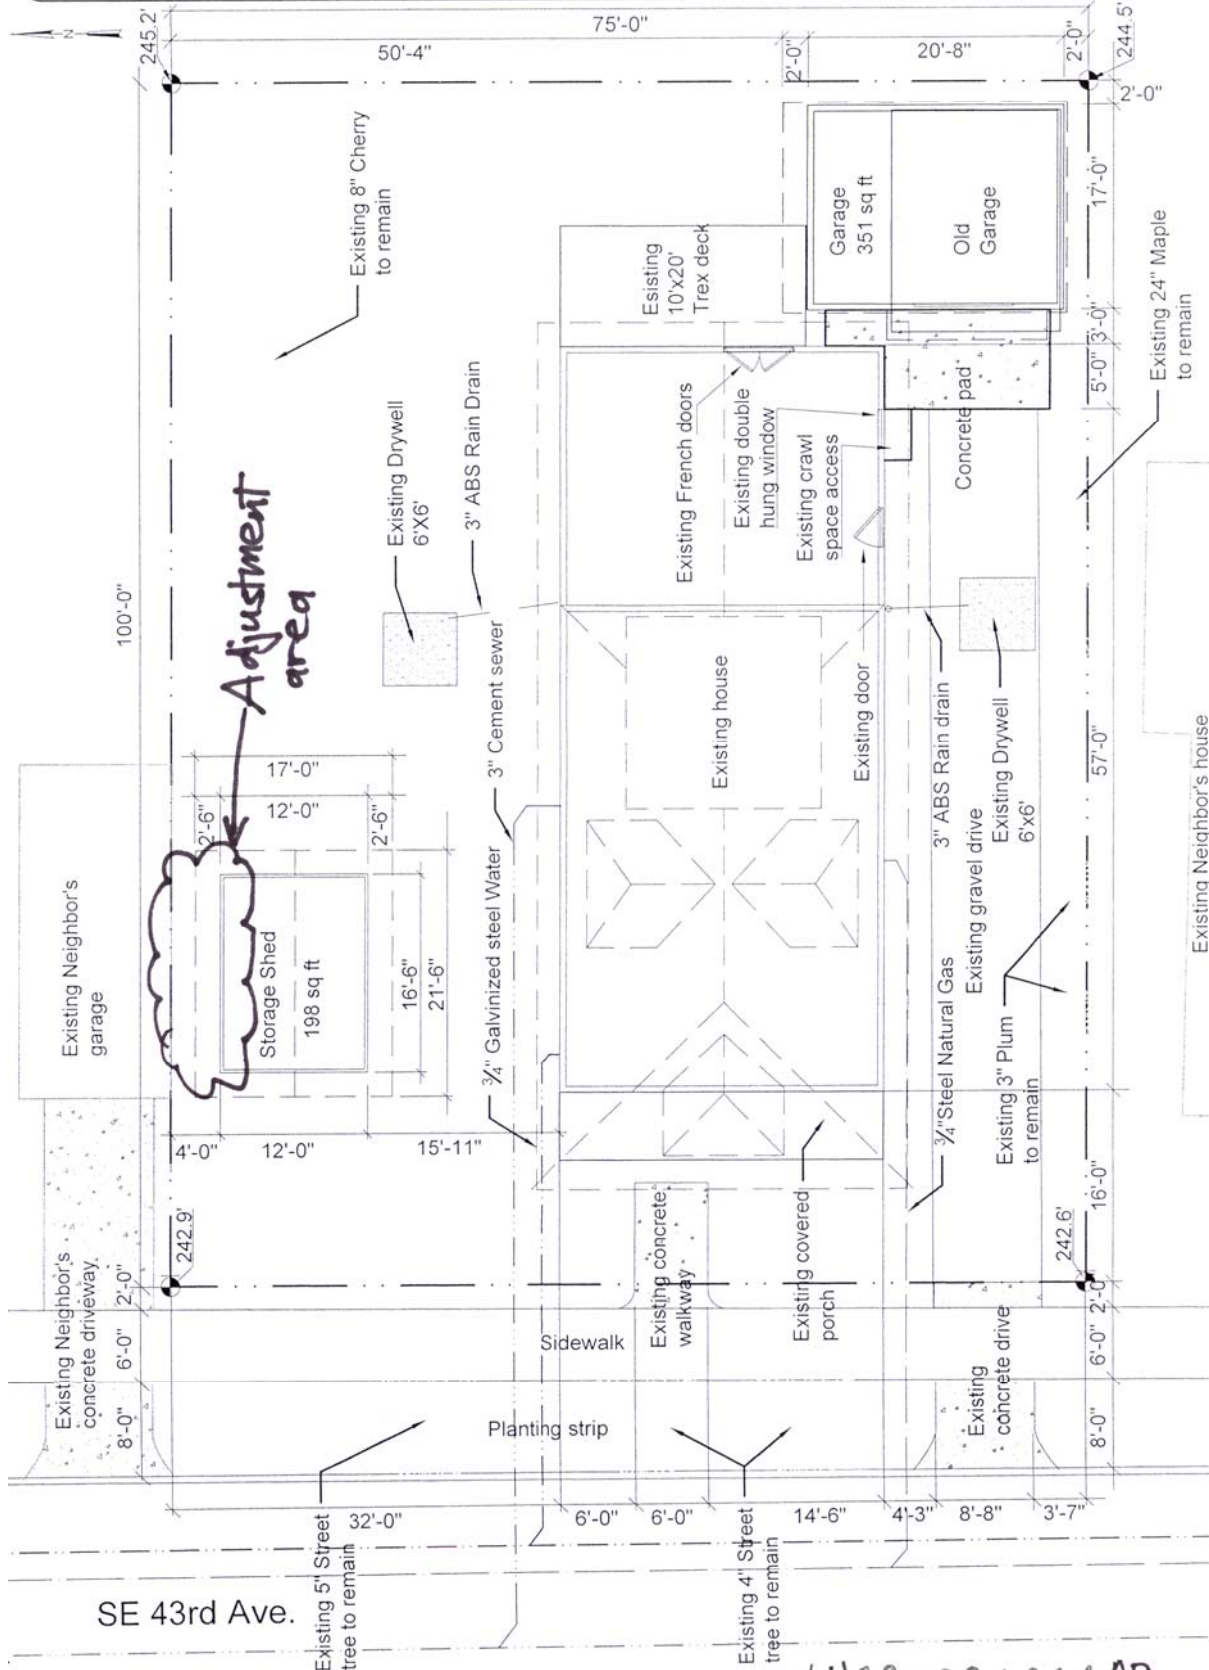 N
245.2'
75'-0"
50'-4"
2'-0"
20'-8"
2'-0"
244.5'
2'-0"
100'-0"
Existing 8" Cherry
to remain
Garage
351 sq ft
17'-0"
Old
Garage
Esisting
10'x20'
Trex deck
3'-0"
5'-0"
Existing 24" Maple
to remain
Adjustment
area
Existing Drywell
6'X6'
3" ABS Rain Drain
Existing French doors
Existing double
hung window
Existing crawl
space access
Concrete pad
3" Cement sewer
Existing house
Existing door
3" ABS Rain drain
Existing Drywell
6'x6'
57'-0"
Existing Neighbor's house
17'-0"
2'-6"
12'-0"
2'-6"
Existing Neighbor's
garage
Storage Shed
198 sq ft
16'-6"
21'-6"
3/4" Galvinized steel Water
Existing gravel drive
3/4"Steel Natural Gas
Existing 3" Plum
to remain
4'-0"
12'-0"
15'-11"
242.9'
Existing Neighbor's
concrete driveway.
2'-0"
6'-0"
8'-0"
Existing concrete
walkway
Existing covered
porch
16'-0"
242.6'
2'-0"
6'-0"
8'-0"
Sidewalk
Existing
concrete drive
Planting strip
32'-0"
6'-0"
6'-0"
14'-6"
4'-3"
8'-8"
3'-7"
Existing 5" Street
tree to remain
Existing 4" Street
tree to remain
SE 43rd Ave.